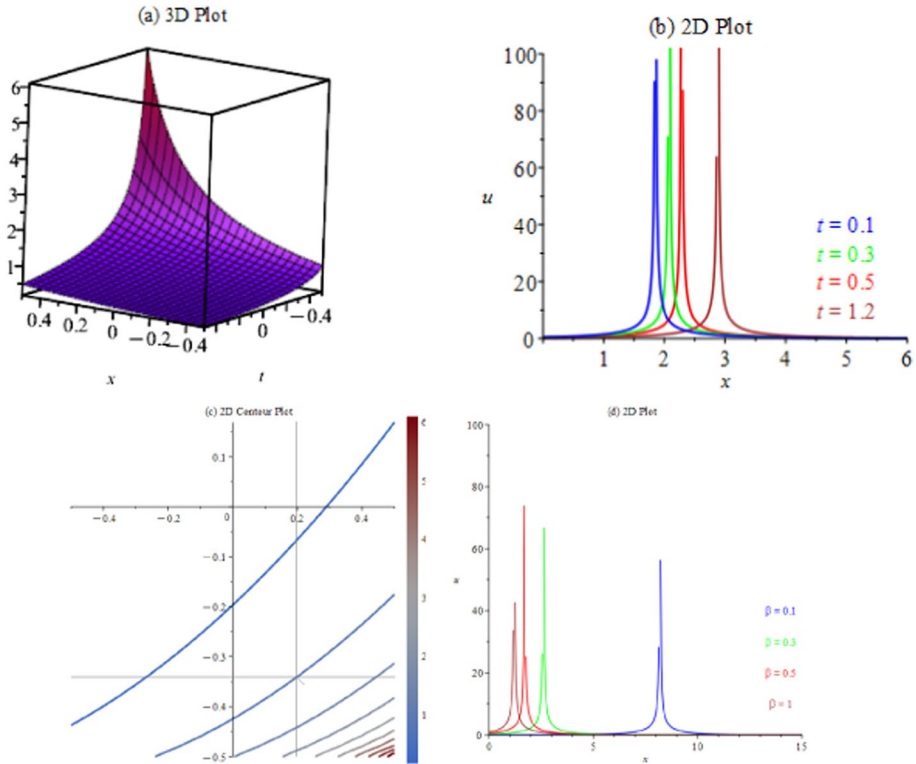 (a) 3D Plot
6
5
4
3
2
1
0.4 0.2 0 −0.2 −0.4
0 −0.4
x t
(b) 2D Plot
100
80
60
u
40
20
0
t = 0.1
t = 0.3
t = 0.5
t = 1.2
1 2 3 4 5 6
x
(c) 2D Contour Plot
0.1
−0.4 −0.2 0 0.2 0.4
−0.1
−0.2
−0.3
−0.4
−0.5
6
5
4
3
2
1
(d) 2D Plot
100
80
60
u
40
20
0
β = 0.1
β = 0.3
β = 0.5
β = 1
0 5 10 15
x